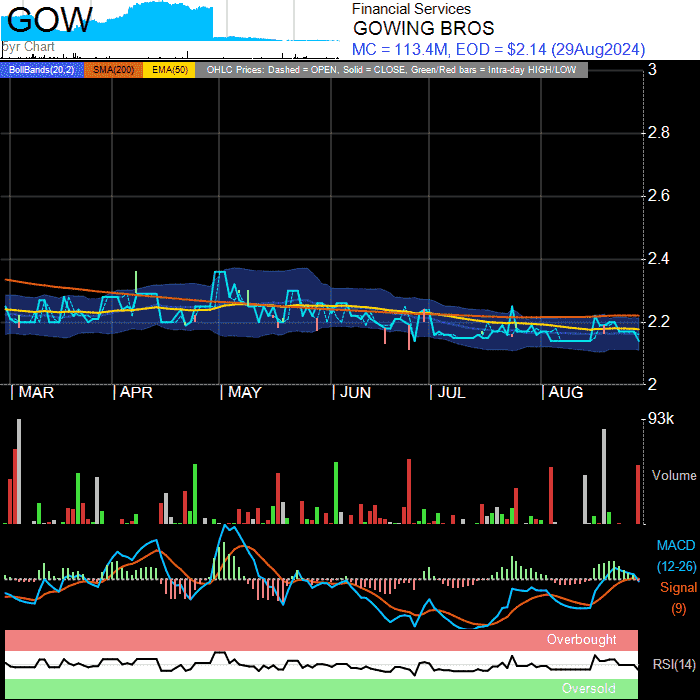 GOW
5yr Chart
Financial Services
GOWING BROS
MC = 113.4M, EOD = $2.14 (29Aug2024)
BollBands(20,2) SMA(200) EMA(50) OHLC Prices: Dashed = OPEN, Solid = CLOSE, Green/Red bars = Intra-day HIGH/LOW
3
2.8
2.6
2.4
2.2
2
MAR APR MAY JUN JUL AUG
93k
Volume
MACD
(12-26)
Signal
(9)
Overbought
RSI(14)
Oversold